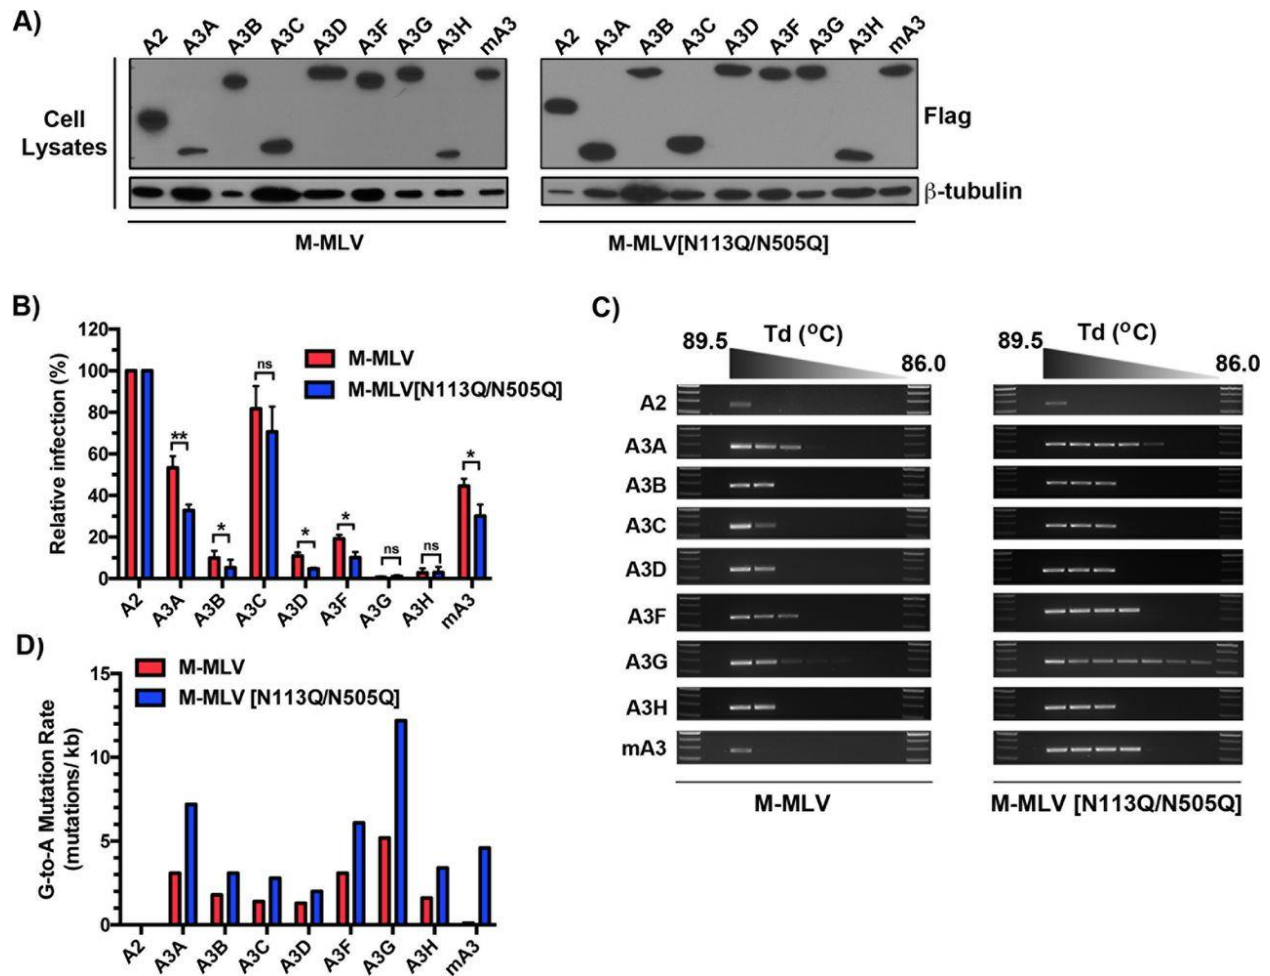 A)
A2 A3A A3B A3C A3D A3F A3G A3H mA3
A2 A3A A3B A3C A3D A3F A3G A3H mA3
Cell
Lysates
Flag
β-tubulin
M-MLV
M-MLV[N113Q/N505Q]
B)
Relative infection (%)
120
100
80
60
40
20
0
M-MLV
M-MLV[N113Q/N505Q]
** * ns * * ns ns *
A2 A3A A3B A3C A3D A3F A3G A3H mA3
C)
89.5 Td (°C) 86.0
89.5 Td (°C) 86.0
A2
A3A
A3B
A3C
A3D
A3F
A3G
A3H
mA3
M-MLV
M-MLV [N113Q/N505Q]
D)
G-to-A Mutation Rate
(mutations/ kb)
15
10
5
0
M-MLV
M-MLV [N113Q/N505Q]
A2 A3A A3B A3C A3D A3F A3G A3H mA3